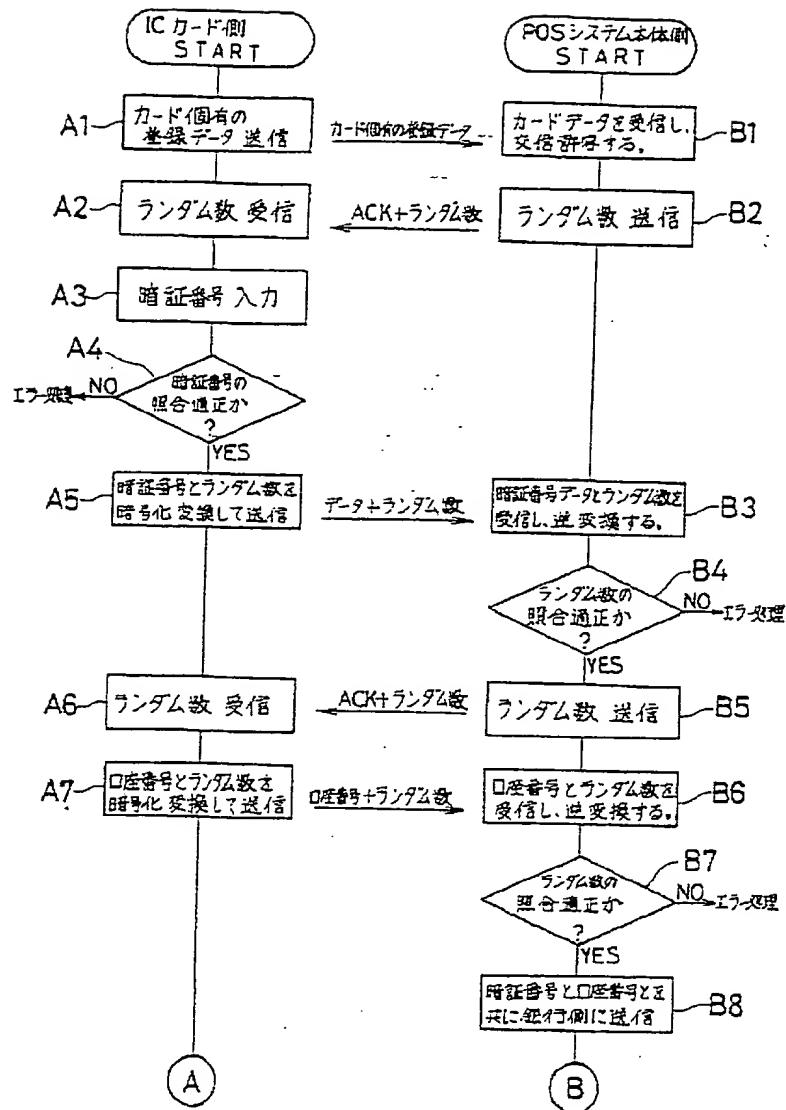 ICカード側
START
POSシステム本体側
START
A1
カード固有の
登録データ 送信
カード固有の登録データ
カードデータを受信し、
交信許容する。
B1
A2
ランダム数 受信
ACK+ランダム数
ランダム数 送信
B2
A3
暗証番号 入力
A4
暗証番号の
照合適正か
?
NO
エラー処理
YES
A5
暗証番号とランダム数を
暗号化変換して送信
データ+ランダム数
暗証番号データとランダム数を
受信し、逆変換する。
B3
B4
ランダム数の
照合適正か
?
NO
エラー処理
YES
A6
ランダム数 受信
ACK+ランダム数
ランダム数 送信
B5
A7
口座番号とランダム数を
暗号化変換して送信
口座番号+ランダム数
口座番号とランダム数を
受信し、逆変換する。
B6
B7
ランダム数の
照合適正か
?
NO
エラー処理
YES
暗証番号と口座番号とを
共に銀行側に送信
B8
A
B